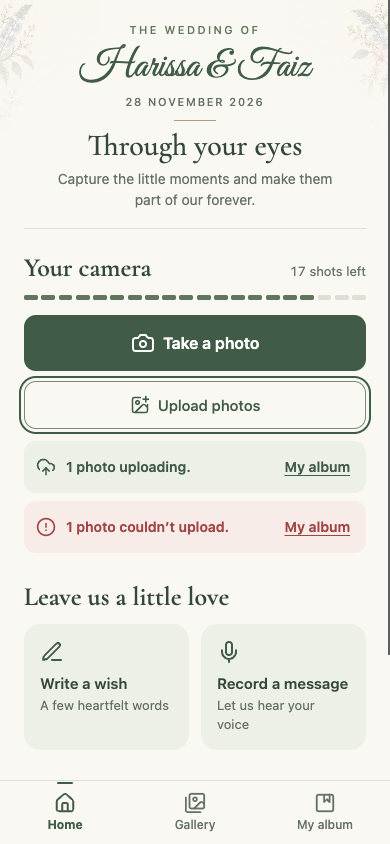 THE WEDDING OF
Harissa & Faiz
28 NOVEMBER 2026
Through your eyes
Capture the little moments and make them
part of our forever.
Your camera
17 shots left
Take a photo
Upload photos
1 photo uploading.
My album
1 photo couldn’t upload.
My album
Leave us a little love
Write a wish
A few heartfelt words
Record a message
Let us hear your
voice
Home
Gallery
My album